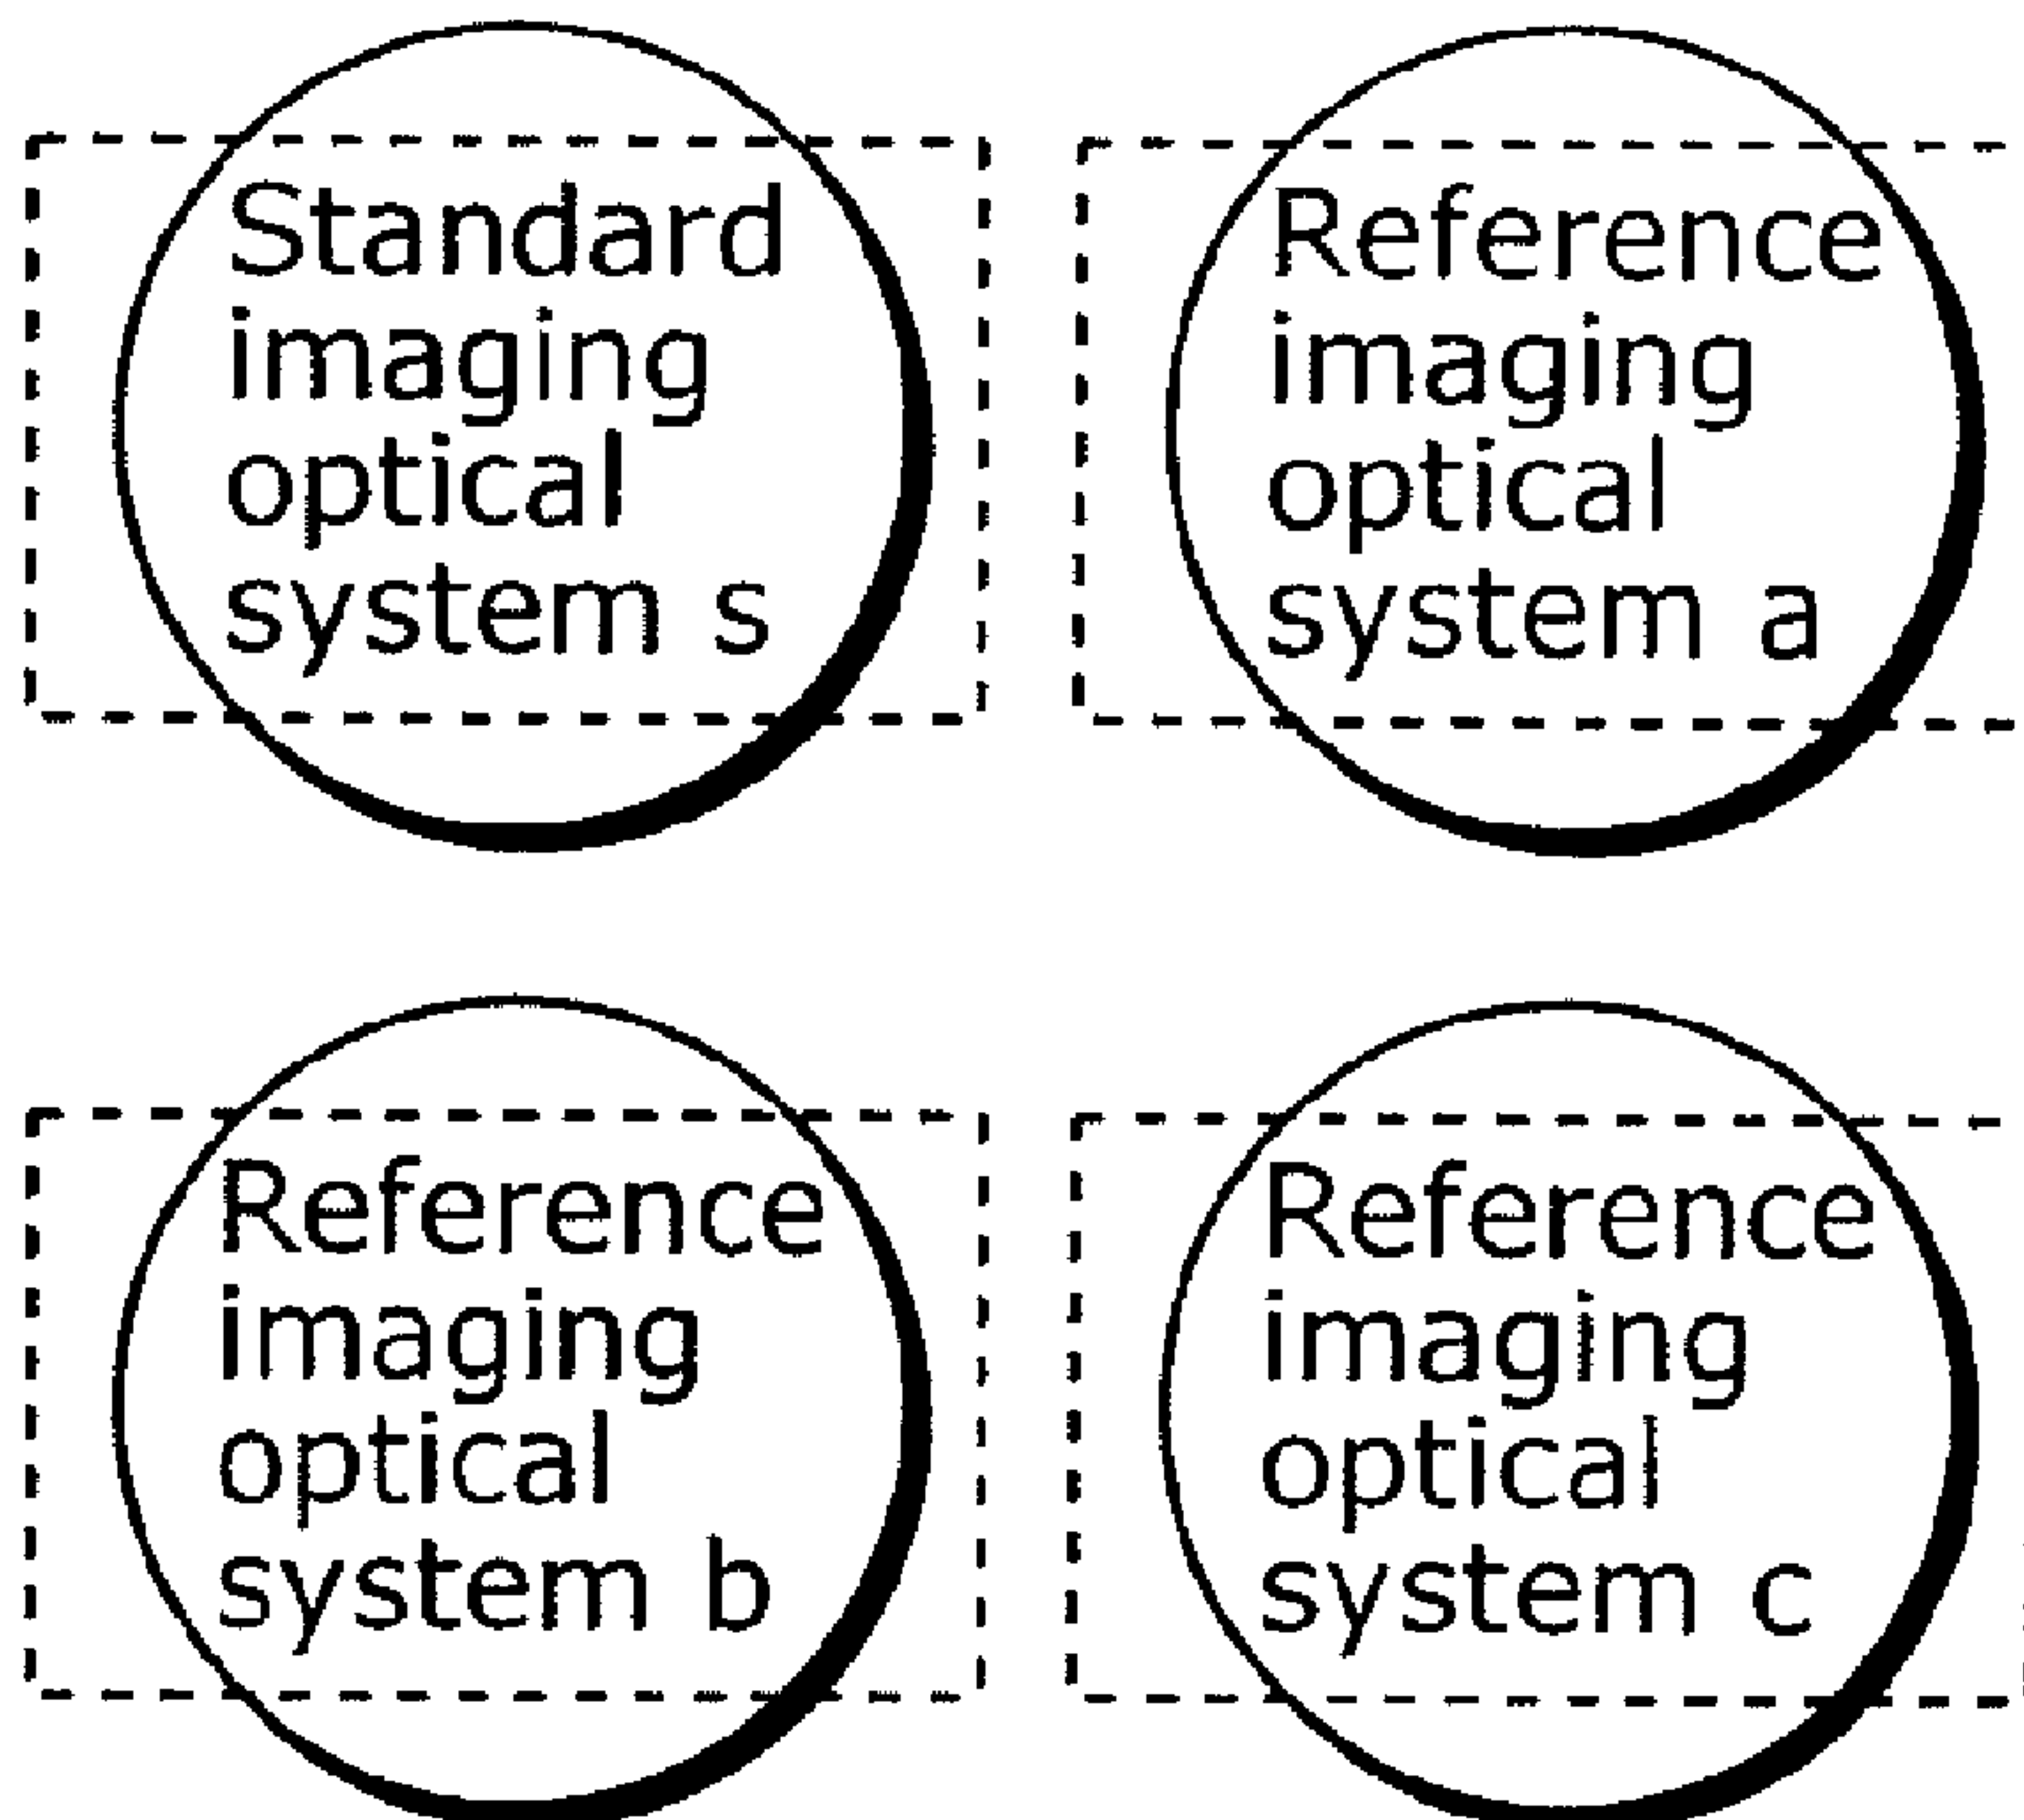 Standard
imaging
optical
system s
Reference
imaging
optical
system a
Reference
imaging
optical
system b
Reference
imaging
optical
system c